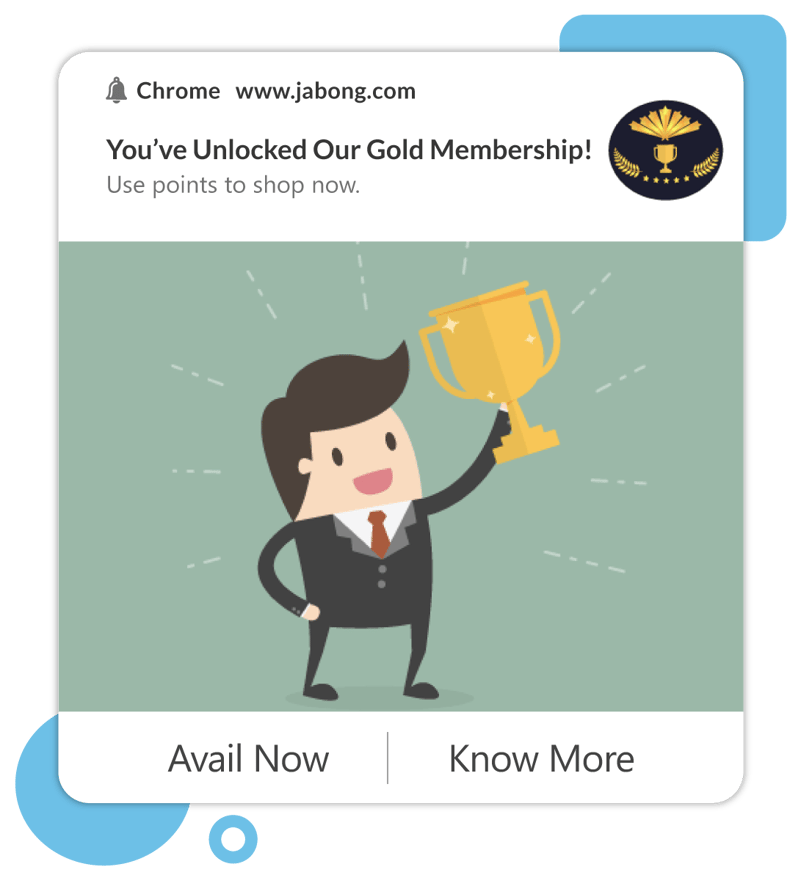 Chrome www.jabong.com
You’ve Unlocked Our Gold Membership!
Use points to shop now.
Avail Now
Know More